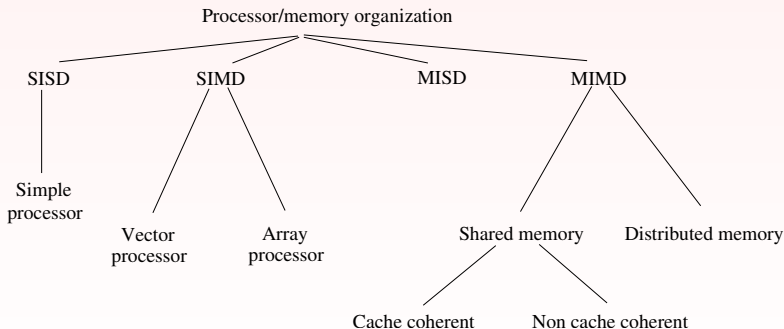 Processor/memory organization
SISD
SIMD
MISD
MIMD
Simple
processor
Vector
processor
Array
processor
Shared memory
Distributed memory
Cache coherent
Non cache coherent